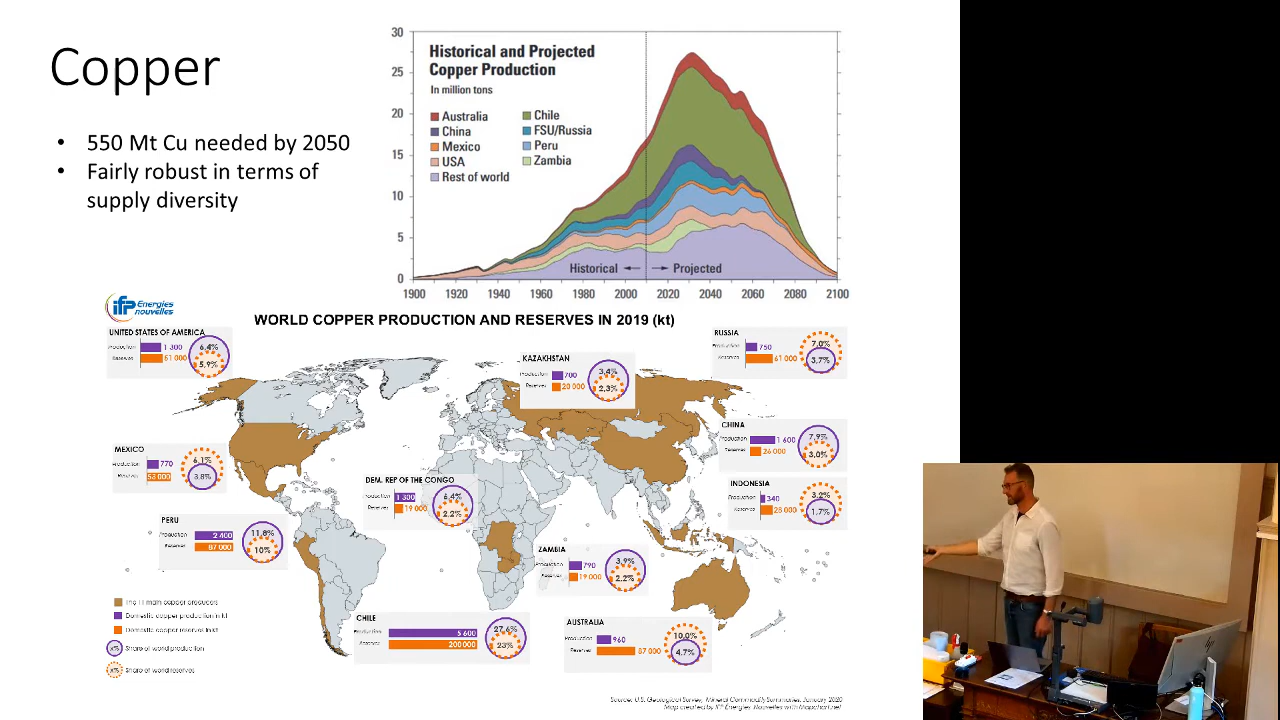 Copper
• 550 Mt Cu needed by 2050
• Fairly robust in terms of
supply diversity
Historical and Projected
Copper Production
In million tons
Australia
China
Mexico
USA
Rest of world
Chile
FSU/Russia
Peru
Zambia
30
25
20
15
10
5
0
Historical
Projected
1900 1920 1940 1960 1980 2000 2020 2040 2060 2080 2100
ifp Energies
nouvelles
WORLD COPPER PRODUCTION AND RESERVES IN 2019 (kt)
UNITED STATES OF AMERICA
Production 1 300
Reserves 51 000
6.4%
5.9%
KAZAKHSTAN
Production 700
Reserves 20 000
3.4%
2.3%
RUSSIA
Production 750
Reserves 61 000
7.0%
3.7%
MEXICO
Production 770
Reserves 53 000
6.1%
3.8%
DEM. REP OF THE CONGO
Production 1 300
Reserves 19 000
6.4%
2.2%
CHINA
Production 1 600
Reserves 26 000
7.9%
3.0%
INDONESIA
Production 340
Reserves 28 000
3.2%
1.7%
PERU
Production 2 400
Reserves 87 000
11.8%
10%
ZAMBIA
Production 790
Reserves 19 000
3.9%
2.2%
CHILE
Production 5 600
Reserves 200 000
27.6%
23%
AUSTRALIA
Production 960
Reserves 87 000
10.0%
4.7%
The 11 main copper producers
Domestic copper production in kt
Domestic copper reserves in kt
x% Share of world production
x% Share of world reserves
Source: U.S. Geological Survey, Mineral Commodity Summaries, January 2020
Map created by IFP Energies Nouvelles with Mapchart.net
hp